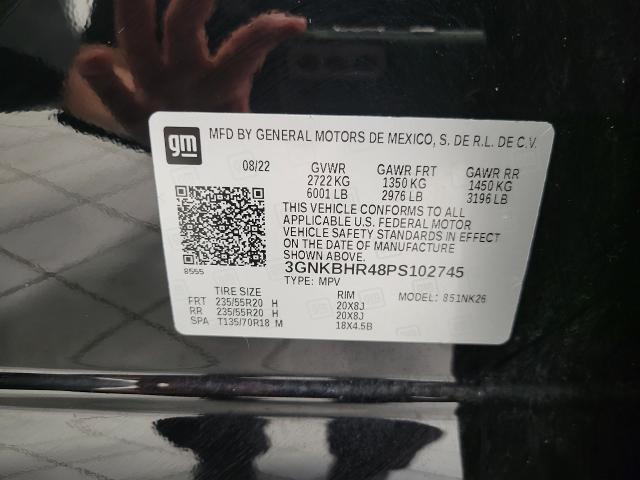 gm MFD BY GENERAL MOTORS DE MEXICO, S. DE R.L. DE C.V.
08/22 GVWR GAWR FRT GAWR RR
2722 KG 1350 KG 1450 KG
6001 LB 2976 LB 3196 LB
THIS VEHICLE CONFORMS TO ALL
APPLICABLE U.S. FEDERAL MOTOR
VEHICLE SAFETY STANDARDS IN EFFECT
ON THE DATE OF MANUFACTURE
SHOWN ABOVE.
8555
3GNKBHR48PS102745
TYPE: MPV MODEL: 851NK26
TIRE SIZE RIM
FRT 235/55R20 H 20X8J
RR 235/55R20 H 20X8J
SPA T135/70R18 M 18X4.5B